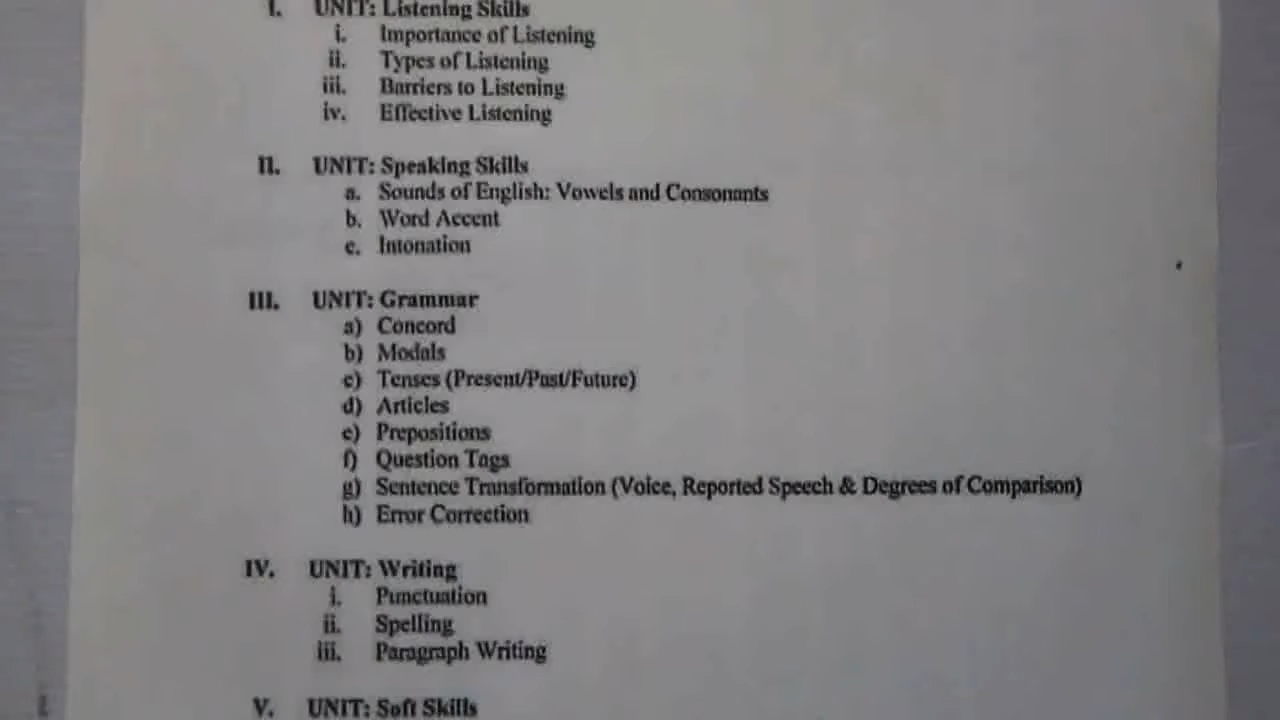 I. UNIT: Listening Skills
i. Importance of Listening
ii. Types of Listening
iii. Barriers to Listening
iv. Effective Listening
II. UNIT: Speaking Skills
a. Sounds of English: Vowels and Consonants
b. Word Accent
c. Intonation
III. UNIT: Grammar
a) Concord
b) Modals
c) Tenses (Present/Past/Future)
d) Articles
e) Prepositions
f) Question Tags
g) Sentence Transformation (Voice, Reported Speech & Degrees of Comparison)
h) Error Correction
IV. UNIT: Writing
i. Punctuation
ii. Spelling
iii. Paragraph Writing
V. UNIT: Soft Skills